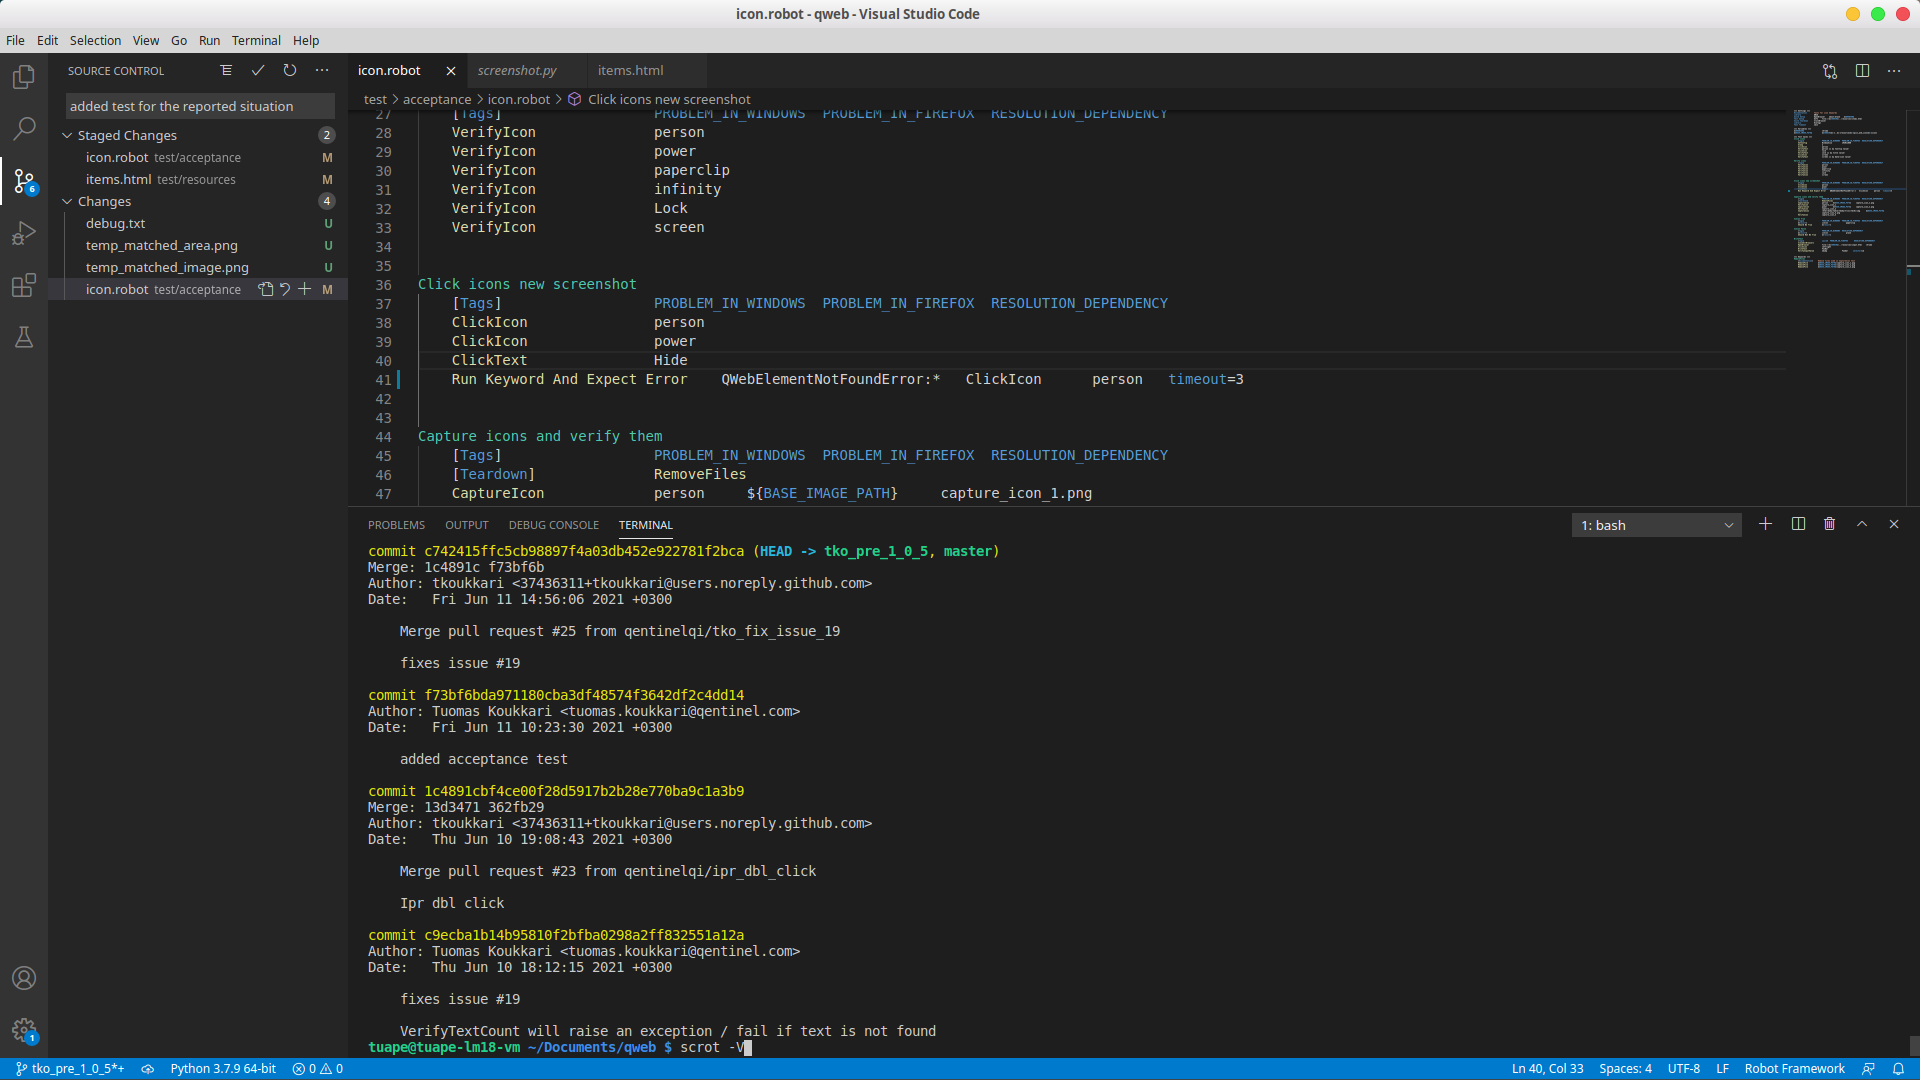 icon.robot - qweb - Visual Studio Code
File Edit Selection View Go Run Terminal Help
SOURCE CONTROL
added test for the reported situation
Staged Changes 2
icon.robot test/acceptance M
items.html test/resources M
Changes 4
debug.txt U
temp_matched_area.png U
temp_matched_image.png U
icon.robot test/acceptance M
6
1
icon.robot screenshot.py items.html
test > acceptance > icon.robot > Click icons new screenshot
27 [Tags] PROBLEM_IN_WINDOWS PROBLEM_IN_FIREFOX RESOLUTION_DEPENDENCY
28 VerifyIcon person
29 VerifyIcon power
30 VerifyIcon paperclip
31 VerifyIcon infinity
32 VerifyIcon Lock
33 VerifyIcon screen
34
35
36 Click icons new screenshot
37 [Tags] PROBLEM_IN_WINDOWS PROBLEM_IN_FIREFOX RESOLUTION_DEPENDENCY
38 ClickIcon person
39 ClickIcon power
40 ClickText Hide
41 Run Keyword And Expect Error QWebElementNotFoundError:* ClickIcon person timeout=3
42
43
44 Capture icons and verify them
45 [Tags] PROBLEM_IN_WINDOWS PROBLEM_IN_FIREFOX RESOLUTION_DEPENDENCY
46 [Teardown] RemoveFiles
47 CaptureIcon person ${BASE_IMAGE_PATH} capture_icon_1.png
PROBLEMS OUTPUT DEBUG CONSOLE TERMINAL 1: bash
commit c742415ffc5cb98897f4a03db452e922781f2bca (HEAD -> tko_pre_1_0_5, master)
Merge: 1c4891c f73bf6b
Author: tkoukkari <37436311+tkoukkari@users.noreply.github.com>
Date: Fri Jun 11 14:56:06 2021 +0300
Merge pull request #25 from qentinelqi/tko_fix_issue_19
fixes issue #19
commit f73bf6bda971180cba3df48574f3642df2c4dd14
Author: Tuomas Koukkari <tuomas.koukkari@qentinel.com>
Date: Fri Jun 11 10:23:30 2021 +0300
added acceptance test
commit 1c4891cbf4ce00f28d5917b2b28e770ba9c1a3b9
Merge: 13d3471 362fb29
Author: tkoukkari <37436311+tkoukkari@users.noreply.github.com>
Date: Thu Jun 10 19:08:43 2021 +0300
Merge pull request #23 from qentinelqi/ipr_dbl_click
Ipr dbl click
commit c9ecba1b14b95810f2bfba0298a2ff832551a12a
Author: Tuomas Koukkari <tuomas.koukkari@qentinel.com>
Date: Thu Jun 10 18:12:15 2021 +0300
fixes issue #19
VerifyTextCount will raise an exception / fail if text is not found
tuape@tuape-lm18-vm ~/Documents/qweb $ scrot -V
tko_pre_1_0_5*+ Python 3.7.9 64-bit 0 0 Ln 40, Col 33 Spaces: 4 UTF-8 LF Robot Framework